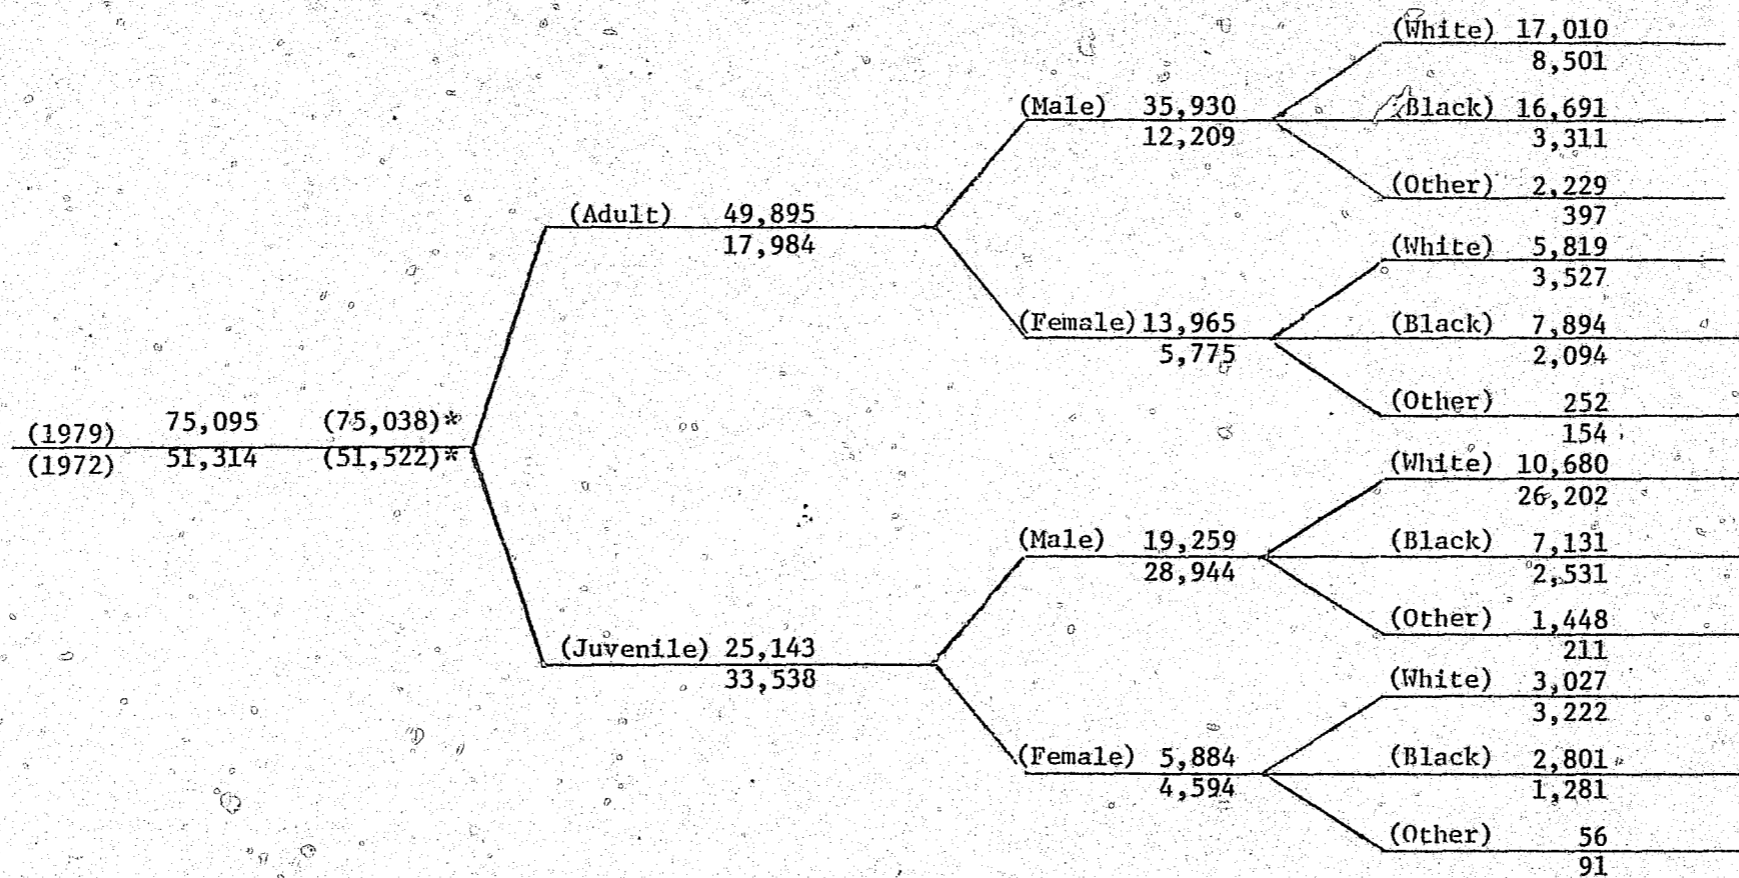 (White) 17,010
8,501
(Male) 35,930 (Black) 16,691
12,209 3,311
(Other) 2,229
(Adult) 49,895 397
17,984 (White) 5,819
3,527
(Female) 13,965 (Black) 7,894
5,775 2,094
(Other) 252
(1979) 75,095 (75,038)* 154
(1972) 51,314 (51,522)* (White) 10,680
26,202
(Male) 19,259 (Black) 7,131
28,944 2,531
(Other) 1,448
(Juvenile) 25,143 211
33,538 (White) 3,027
3,222
(Female) 5,884 (Black) 2,801
4,594 1,281
(Other) 56
91